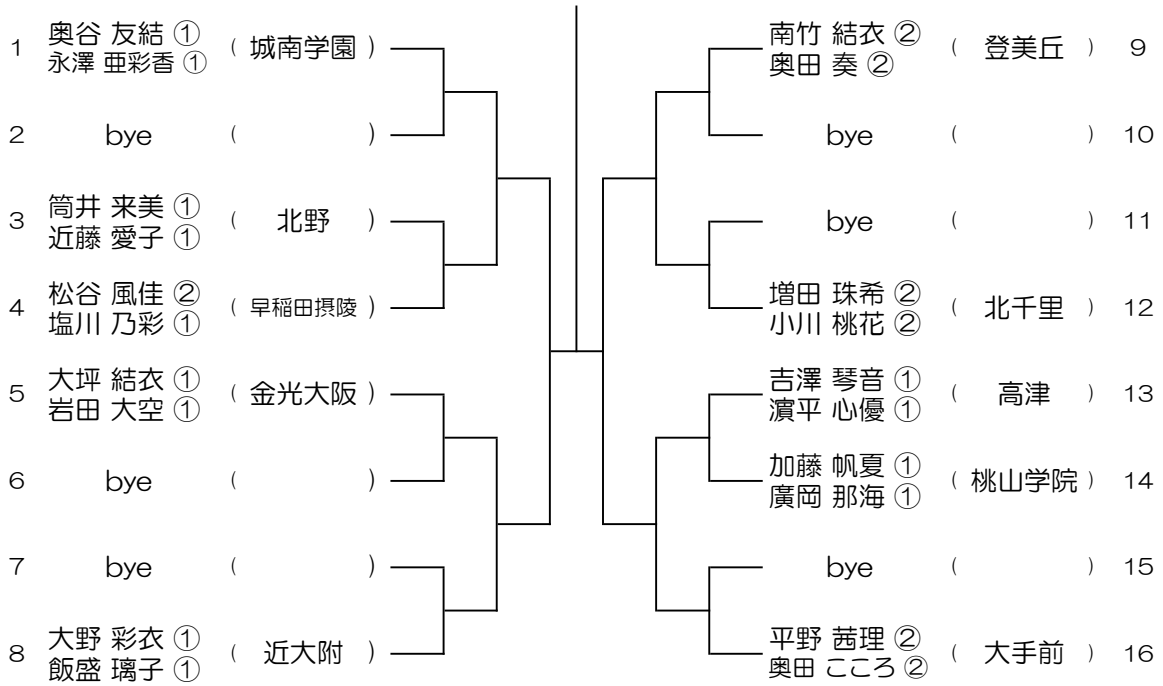 1 奥谷 友結 ① ( 城南学園 )
永澤 亜彩香 ①
2 bye ( )
3 筒井 来美 ① ( 北野 )
近藤 愛子 ①
4 松谷 風佳 ② ( 早稲田摂陵 )
塩川 乃彩 ①
5 大坪 結衣 ① ( 金光大阪 )
岩田 大空 ①
6 bye ( )
7 bye ( )
8 大野 彩衣 ① ( 近大附 )
飯盛 璃子 ①
南竹 結衣 ② ( 登美丘 ) 9
奥田 奏 ②
bye ( ) 10
bye ( ) 11
増田 珠希 ② ( 北千里 ) 12
小川 桃花 ②
吉澤 琴音 ① ( 高津 ) 13
濵平 心優 ①
加藤 帆夏 ① ( 桃山学院 ) 14
廣岡 那海 ①
bye ( ) 15
平野 茜理 ② ( 大手前 ) 16
奥田 こころ ②